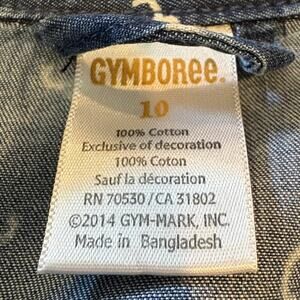 GYMBOREE.
10
100% Cotton
Exclusive of decoration
100% Coton
Sauf la décoration
RN 70530/CA 31802
©2014 GYM-MARK, INC.
Made in Bangladesh